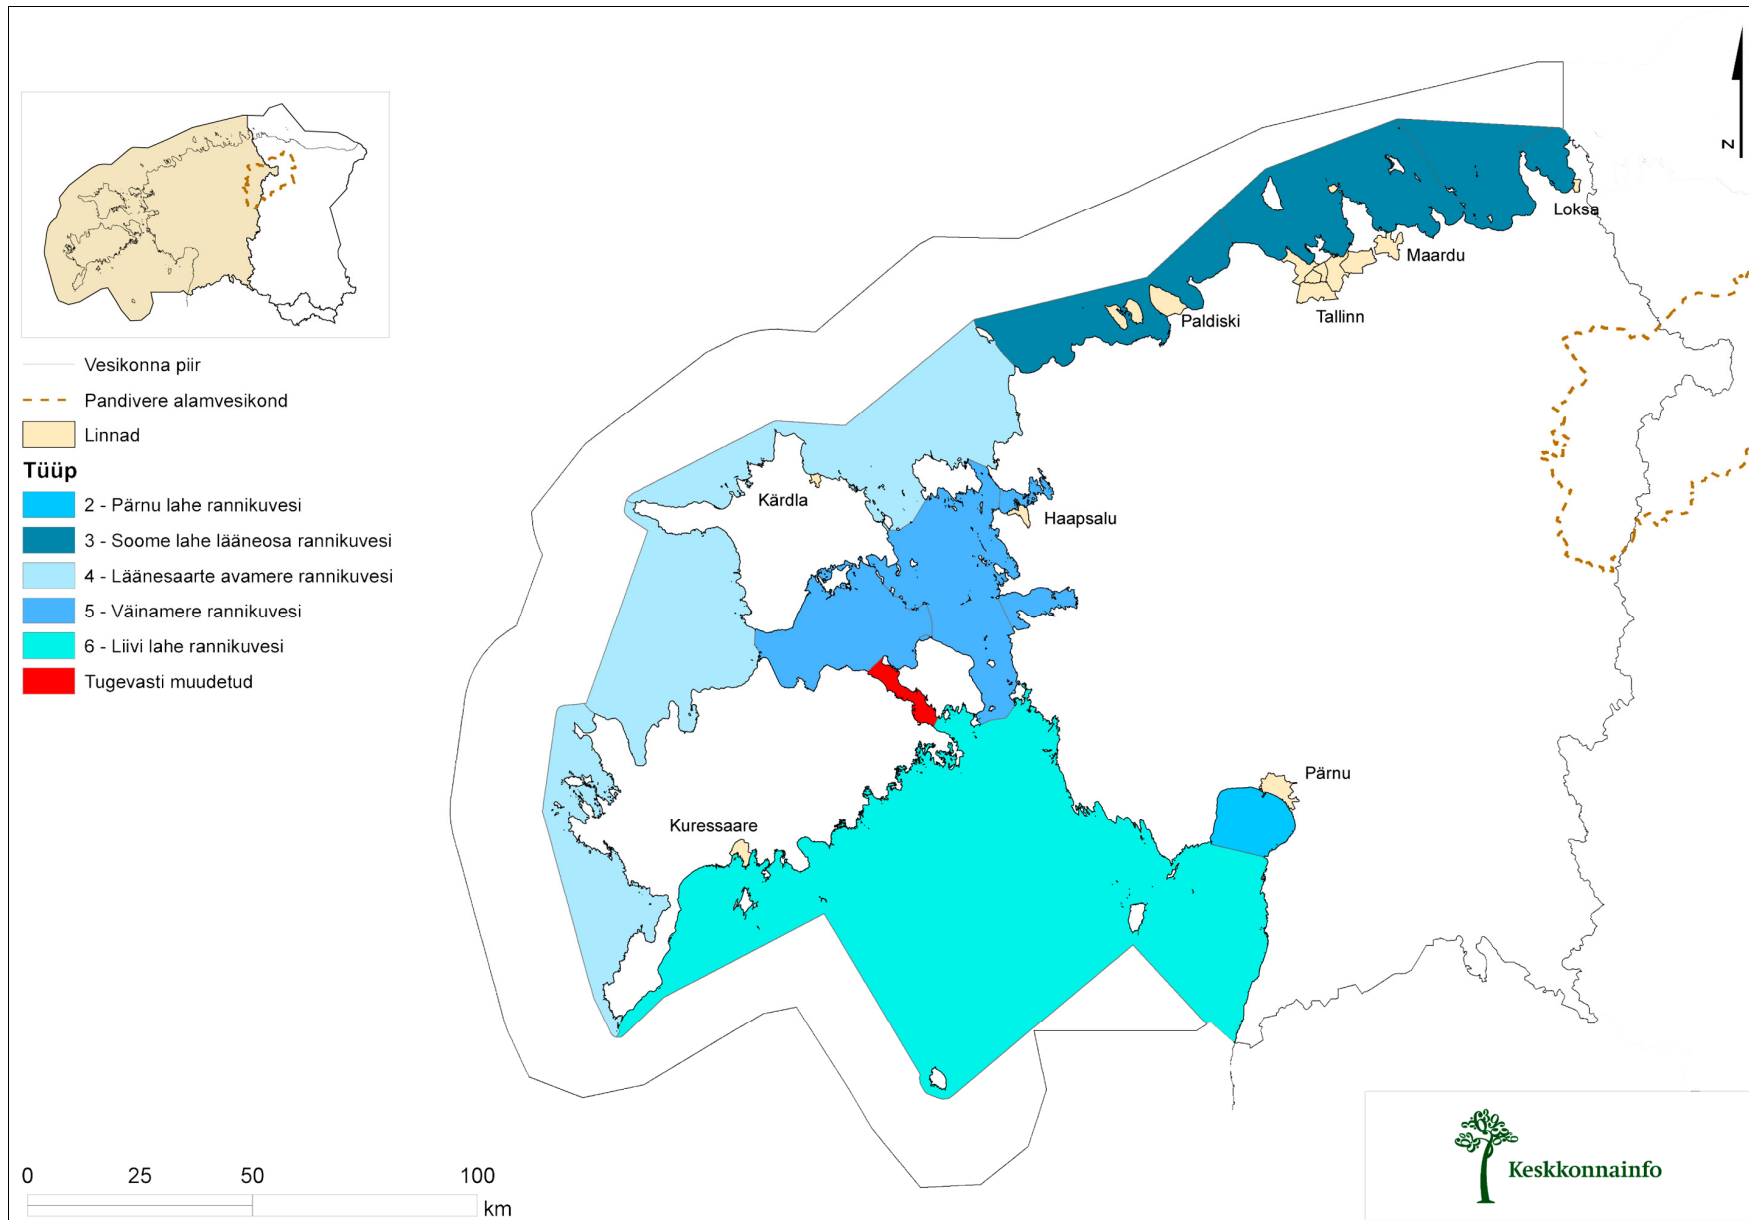 N
Vesikonna piir
Pandivere alamvesikond
Linnad
Tüüp
2 - Pärnu lahe rannikuvesi
3 - Soome lahe lääneosa rannikuvesi
4 - Läänesaarte avamere rannikuvesi
5 - Väinamere rannikuvesi
6 - Liivi lahe rannikuvesi
Tugevasti muudetud
Loksa
Maardu
Tallinn
Paldiski
Kärdla
Haapsalu
Pärnu
Kuressaare
0 25 50 100
km
Keskkonnainfo